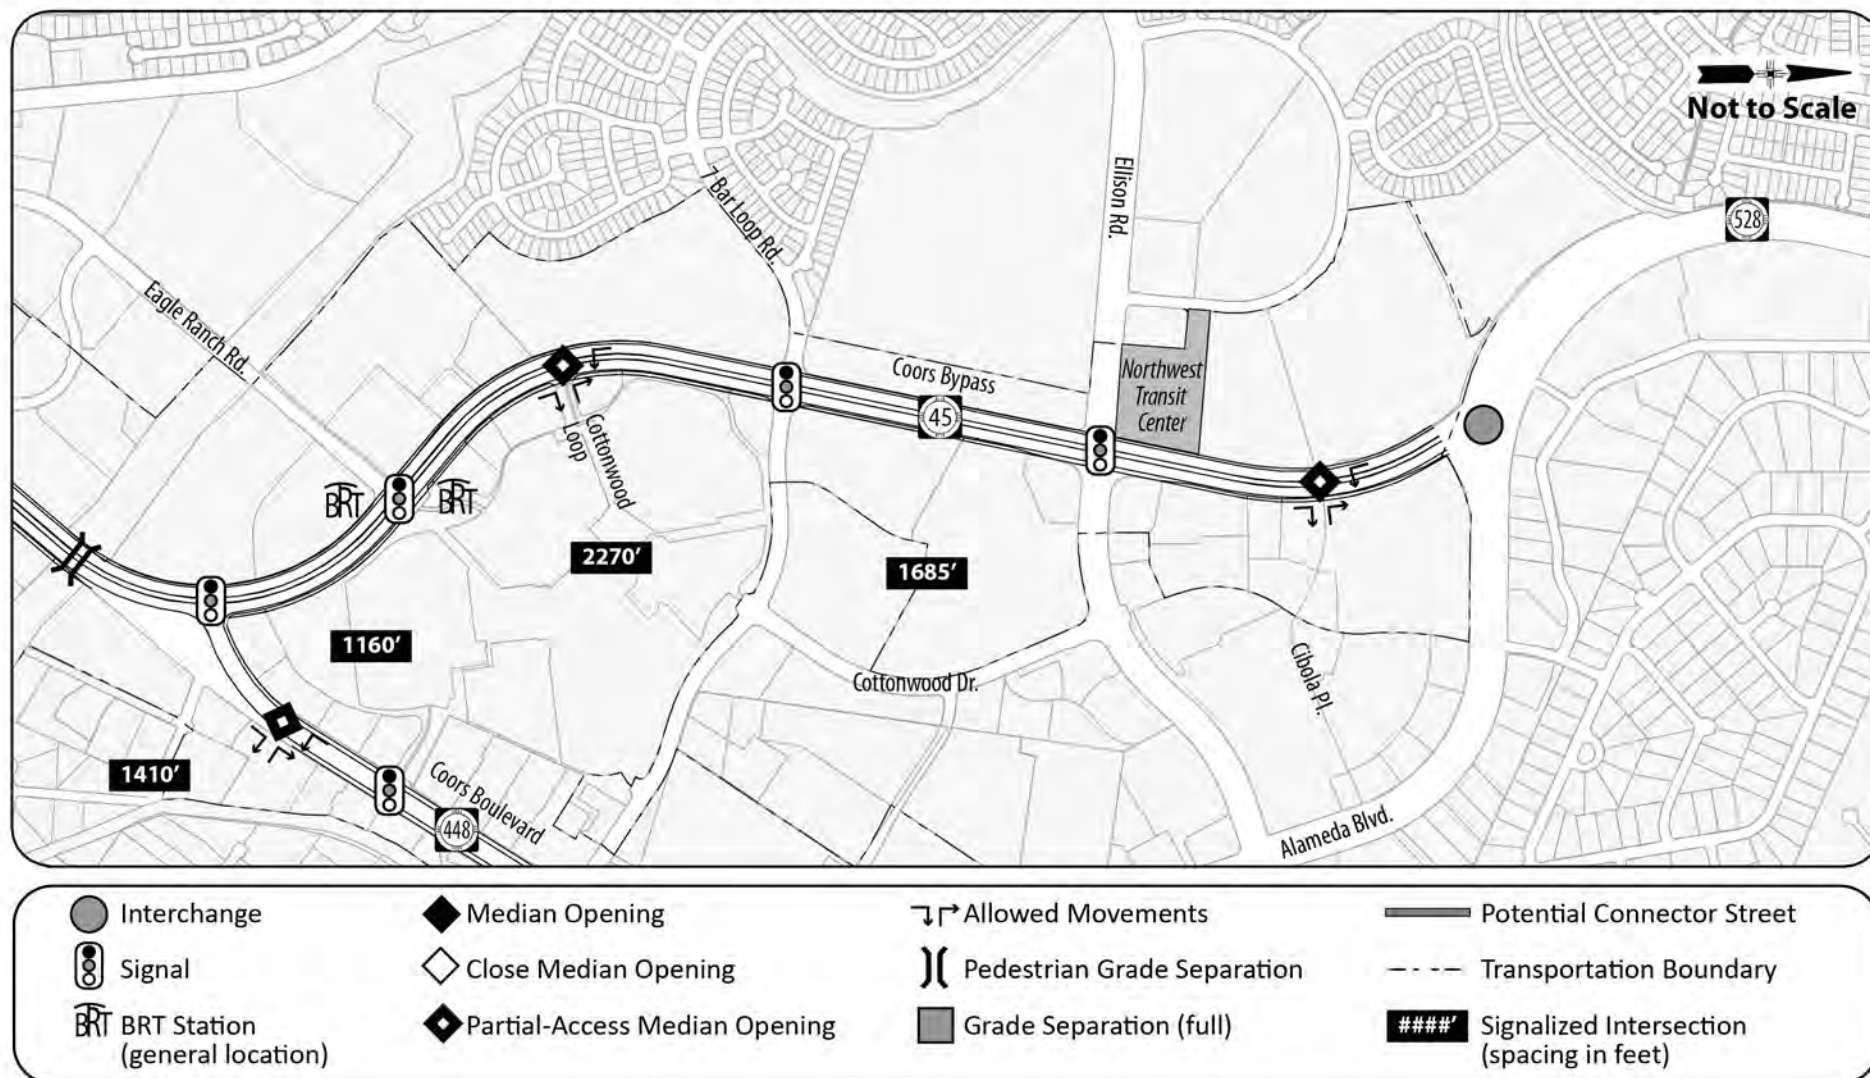 Not to Scale
528
Ellison Rd.
7 Bar Loop Rd.
Eagle Ranch Rd.
Coors Bypass
45
Northwest
Transit
Center
Cottonwood
Loop
BRT
BRT
2270’
1685’
1160’
Cottonwood Dr.
Cibola Pl.
1410’
Coors Boulevard
448
Alameda Blvd.
Interchange
Median Opening
Allowed Movements
Potential Connector Street
Signal
Close Median Opening
Pedestrian Grade Separation
Transportation Boundary
BRT BRT Station
(general location)
Partial-Access Median Opening
Grade Separation (full)
####’ Signalized Intersection
(spacing in feet)